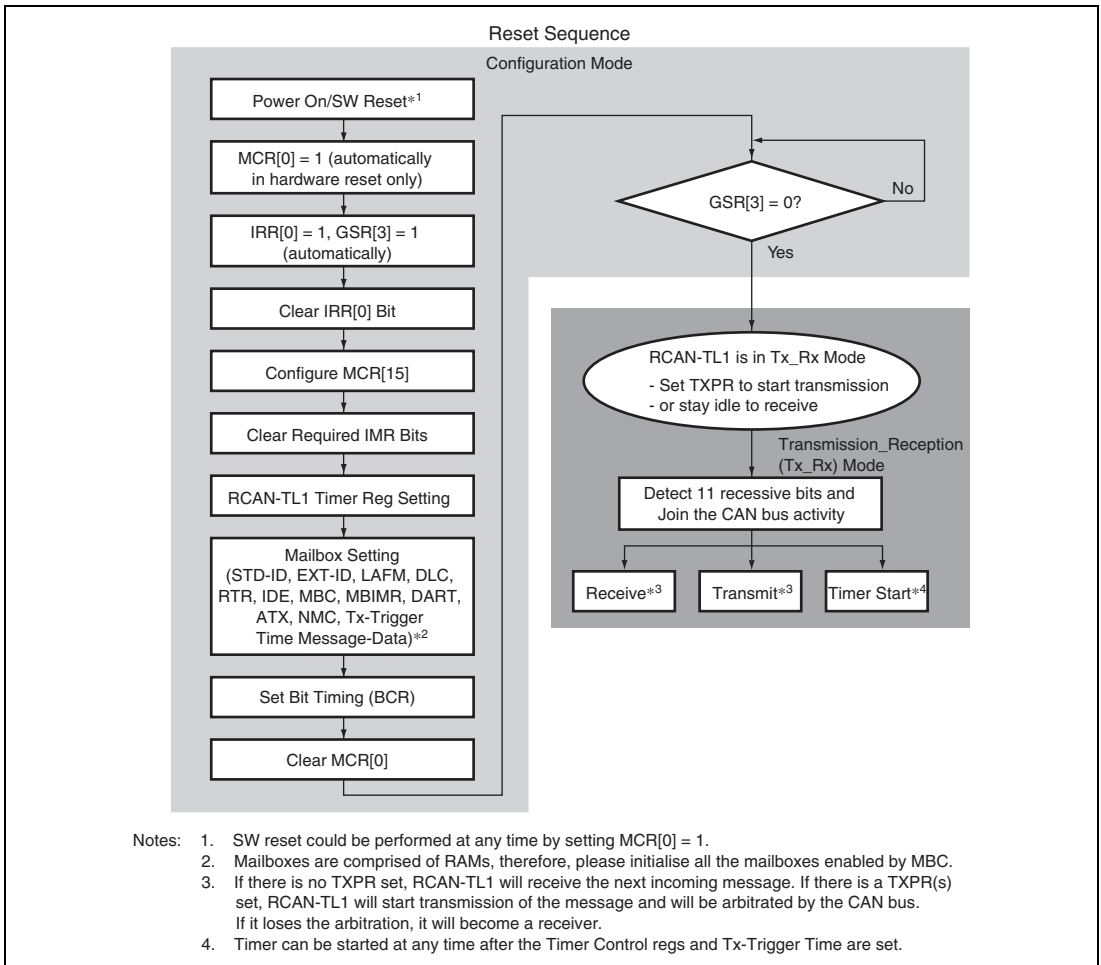 Reset Sequence
Configuration Mode
Power On/SW Reset*1
MCR[0] = 1 (automatically
in hardware reset only)
IRR[0] = 1, GSR[3] = 1
(automatically)
Clear IRR[0] Bit
Configure MCR[15]
Clear Required IMR Bits
RCAN-TL1 Timer Reg Setting
Mailbox Setting
(STD-ID, EXT-ID, LAFM, DLC,
RTR, IDE, MBC, MBIMR, DART,
ATX, NMC, Tx-Trigger
Time Message-Data)*2
Set Bit Timing (BCR)
Clear MCR[0]
GSR[3] = 0?
No
Yes
RCAN-TL1 is in Tx_Rx Mode
- Set TXPR to start transmission
- or stay idle to receive
Transmission_Reception
(Tx_Rx) Mode
Detect 11 recessive bits and
Join the CAN bus activity
Receive*3
Transmit*3
Timer Start*4
Notes: 1. SW reset could be performed at any time by setting MCR[0] = 1.
2. Mailboxes are comprised of RAMs, therefore, please initialise all the mailboxes enabled by MBC.
3. If there is no TXPR set, RCAN-TL1 will receive the next incoming message. If there is a TXPR(s)
set, RCAN-TL1 will start transmission of the message and will be arbitrated by the CAN bus.
If it loses the arbitration, it will become a receiver.
4. Timer can be started at any time after the Timer Control regs and Tx-Trigger Time are set.